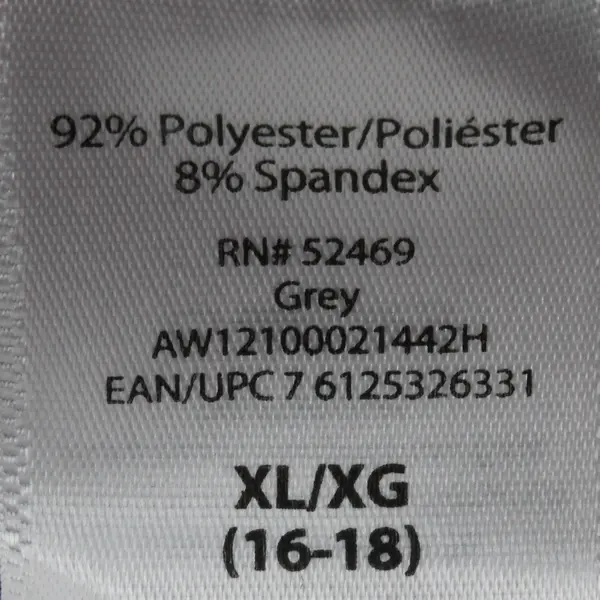 92% Polyester/Poliéster
8% Spandex
RN# 52469
Grey
AW12100021442H
EAN/UPC 7 6125326331
XL/XG
(16-18)